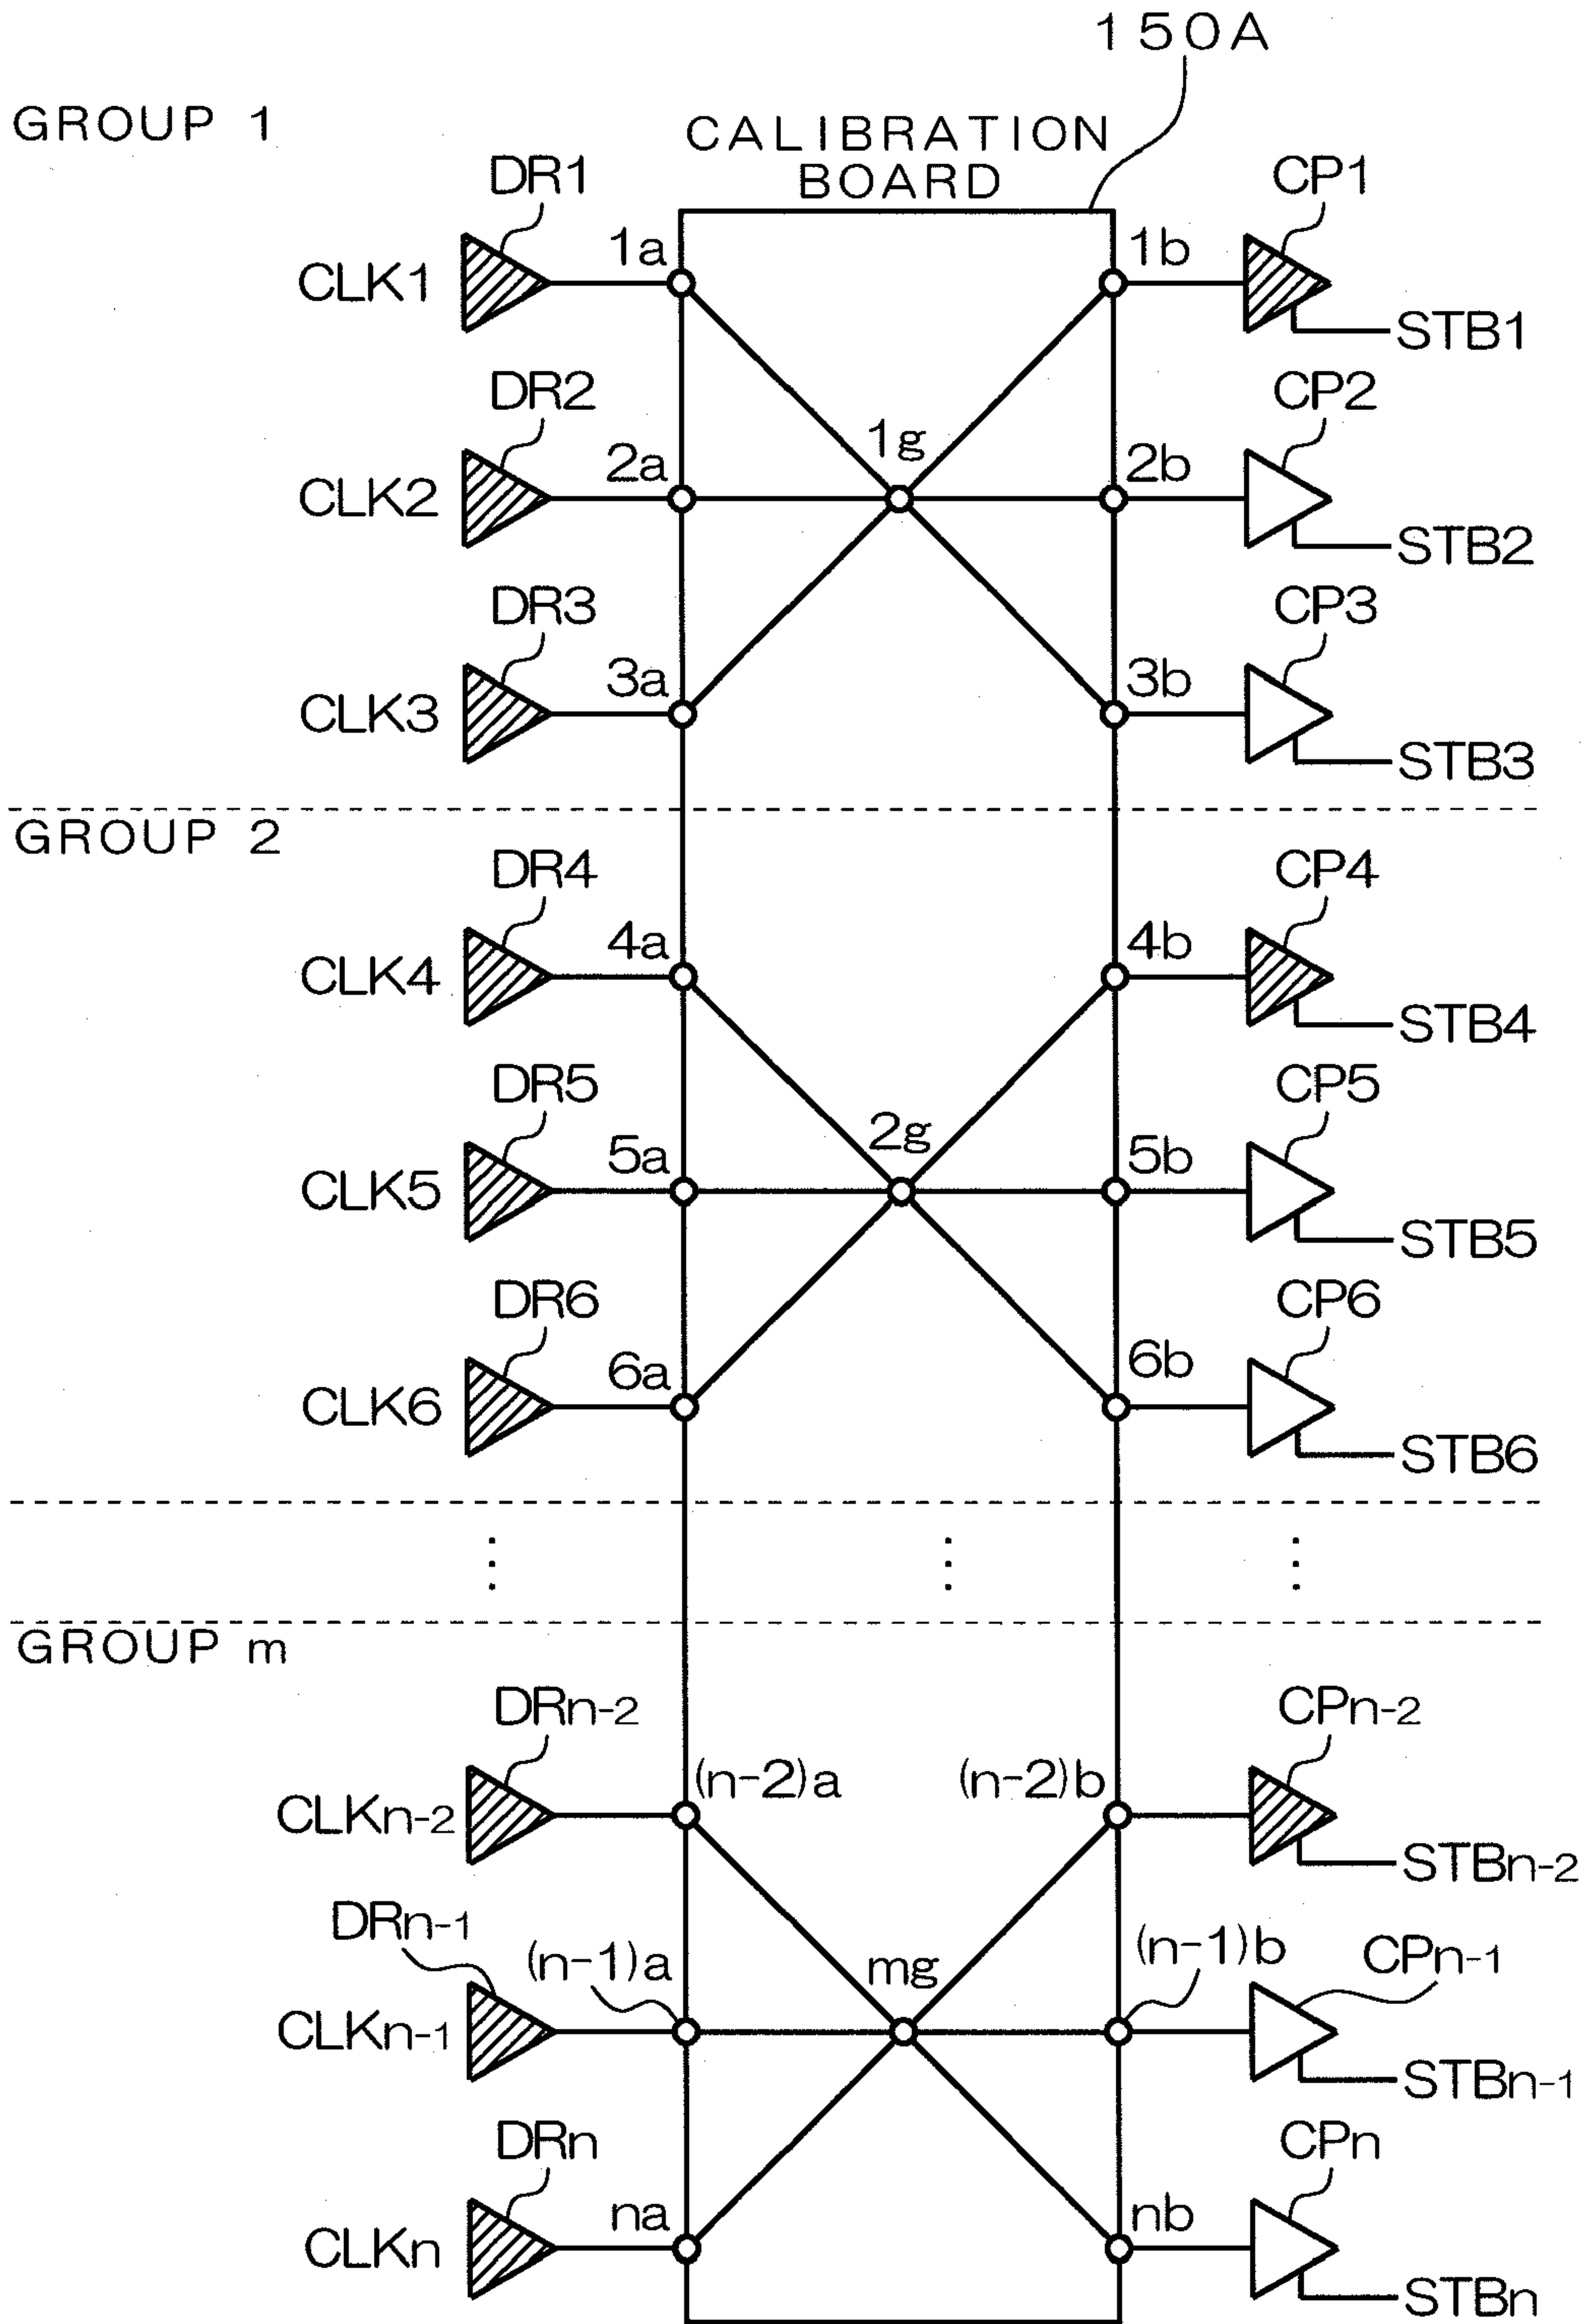 150A
GROUP 1
CALIBRATION
BOARD
DR1
CP1
1a
1b
CLK1
STB1
DR2
CP2
1g
2a
2b
CLK2
STB2
DR3
CP3
3a
3b
CLK3
STB3
GROUP 2
DR4
CP4
4a
4b
CLK4
STB4
DR5
CP5
2g
5a
5b
CLK5
STB5
DR6
CP6
6a
6b
CLK6
STB6
GROUP m
DRn-2
CPn-2
(n-2)a
(n-2)b
CLKn-2
STBn-2
DRn-1
(n-1)a
mg
(n-1)b
CPn-1
CLKn-1
STBn-1
DRn
CPn
na
nb
CLKn
STBn